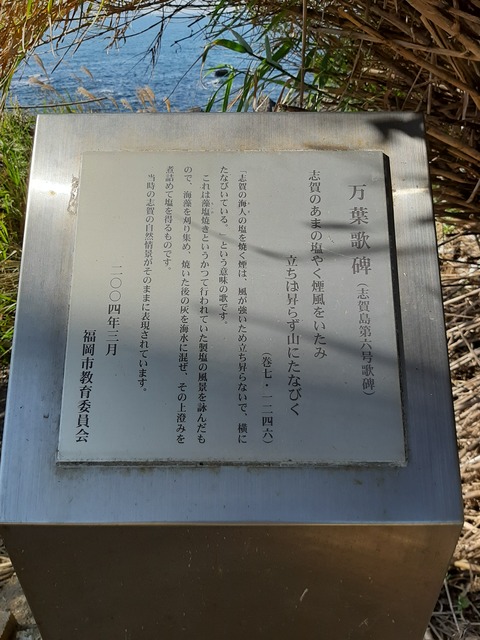 万葉歌碑(志賀島第六号歌碑)
志賀のあまの塩やく煙風をいたみ
立ちは昇らず山にたなびく
(巻七・一二四六)
「志賀の海人の塩を焼く煙は、風が強いため立ち昇らないで、横に
たなびいている。」という意味の歌です。
これは藻塩焼きというかつて行われていた製塩の風景を詠んだも
ので、海藻を刈り集め、焼いた後の灰を海水に混ぜ、その上澄みを
煮詰めて塩を得るものです。
当時の志賀の自然情景がそのままに表現されています。
二〇〇四年三月
福岡市教育委員会